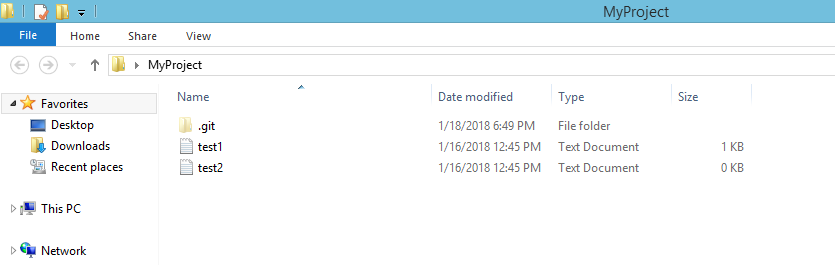 MyProject
File Home Share View
MyProject
Name Date modified Type Size
Favorites
Desktop
Downloads
Recent places
This PC
Network
.git 1/18/2018 6:49 PM File folder
test1 1/16/2018 12:45 PM Text Document 1 KB
test2 1/16/2018 12:45 PM Text Document 0 KB